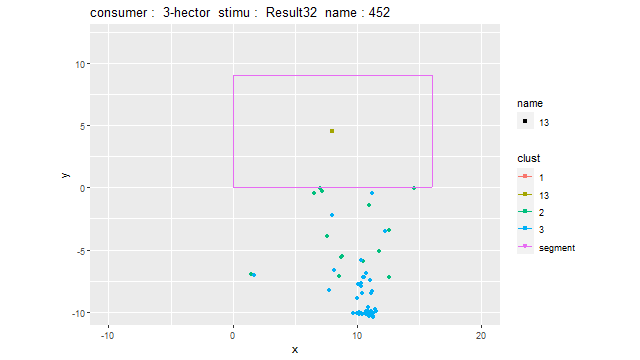 consumer : 3-hector stimu : Result32 name : 452
10
5
0
-5
-10
y
-10
0
10
20
x
name
13
clust
1
13
2
3
segment